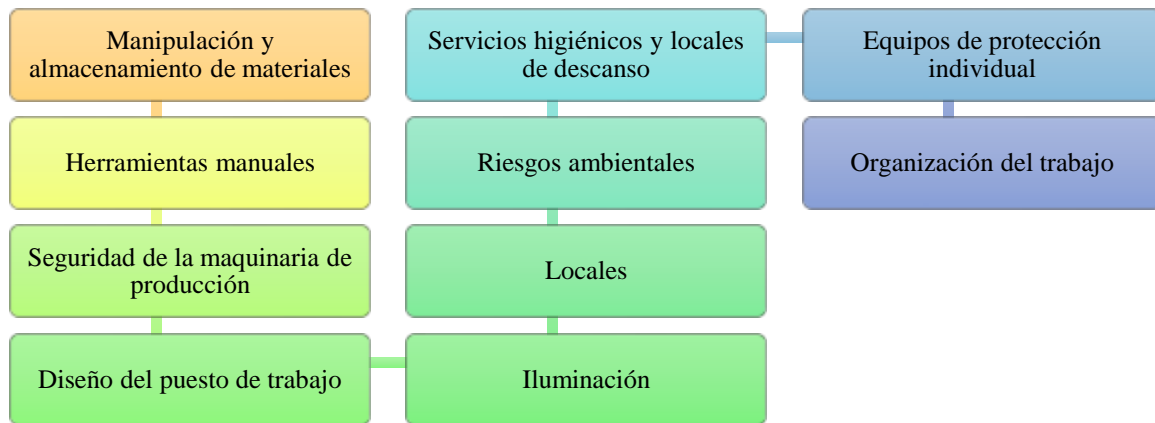 Manipulación y
almacenamiento de materiales
Herramientas manuales
Seguridad de la maquinaria de
producción
Diseño del puesto de trabajo
Iluminación
Locales
Riesgos ambientales
Servicios higiénicos y locales
de descanso
Equipos de protección
individual
Organización del trabajo